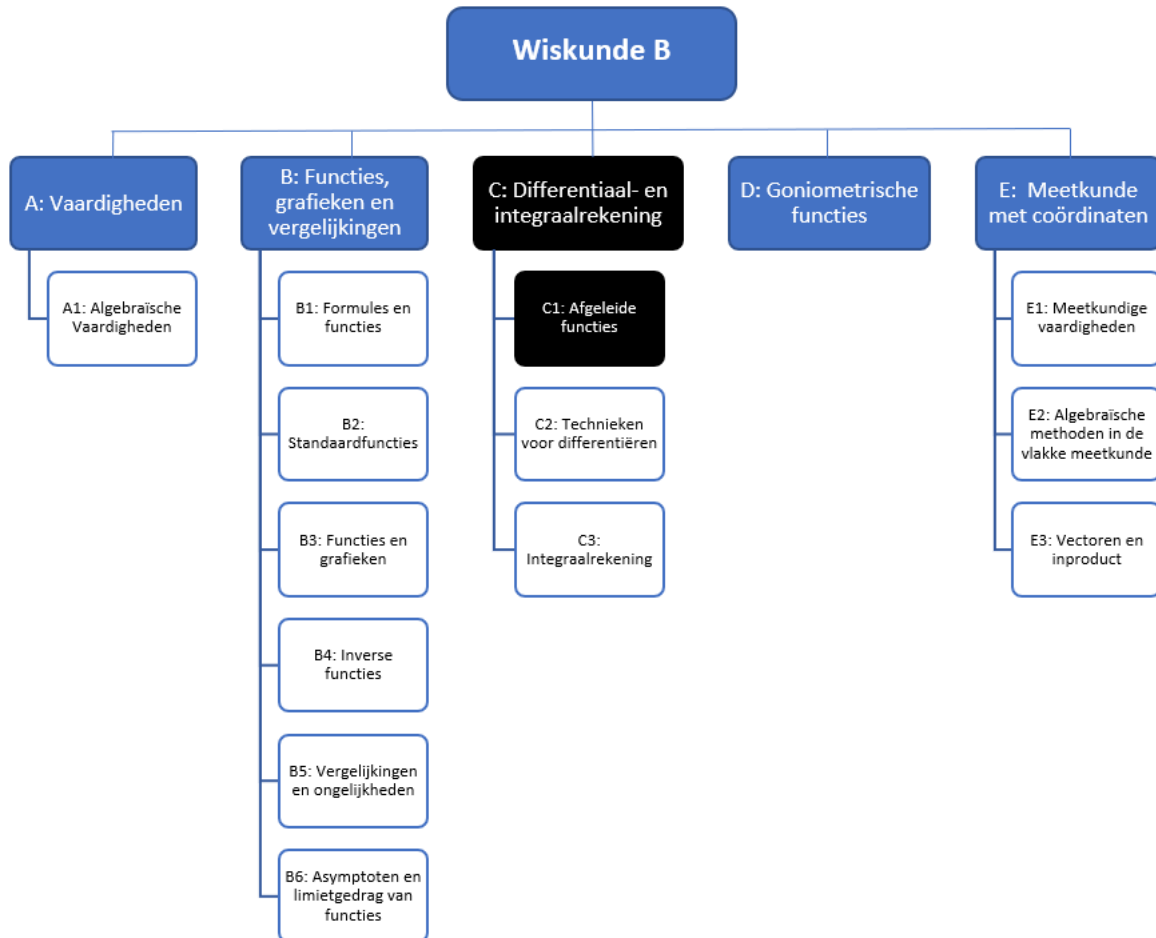 Wiskunde B
A: Vaardigheden
A1: Algebraïsche
Vaardigheden
B: Functies,
grafieken en
vergelijkingen
B1: Formules en
functies
B2:
Standaardfuncties
B3: Functies en
grafieken
B4: Inverse
functies
B5: Vergelijkingen
en ongelijkheden
B6: Asymptoten en
limietgedrag van
functies
C: Differentiaal- en
integraalrekening
C1: Afgeleide
functies
C2: Technieken
voor differentiëren
C3:
Integraalrekening
D: Goniometrische
functies
E: Meetkunde
met coördinaten
E1: Meetkundige
vaardigheden
E2: Algebraïsche
methoden in de
vlakke meetkunde
E3: Vectoren en
inproduct